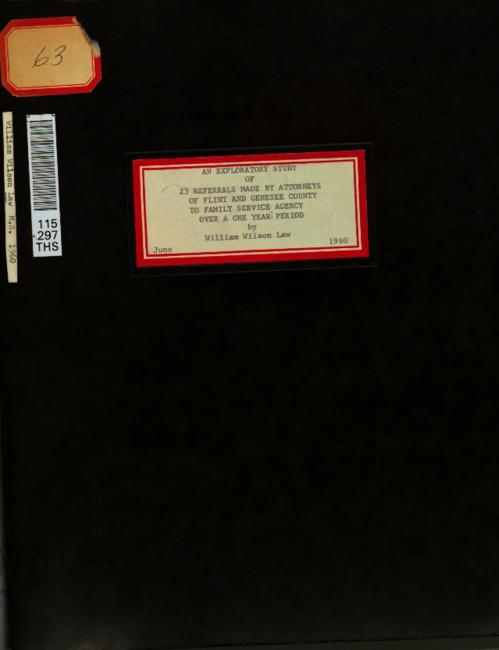 63
William Wilson Law M.S. 1960
115
297
THS
AN EXPLORATORY STUDY
OF
23 REFERRALS MADE BY ATTORNEYS
OF FLINT AND GENESEE COUNTY
TO FAMILY SERVICE AGENCY
OVER A ONE YEAR PERIOD
by
William Wilson Law
June 1960